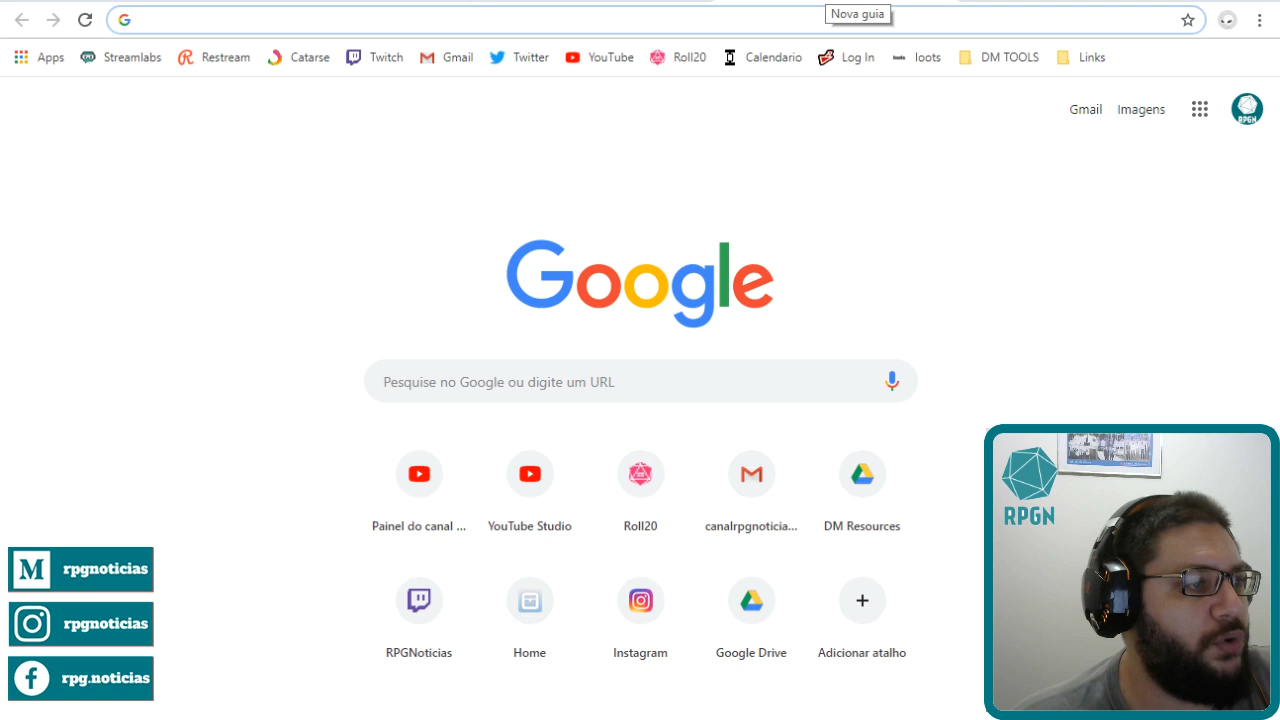 Nova guia
Apps Streamlabs Restream Catarse Twitch Gmail Twitter YouTube Roll20 Calendario Log In loots DM TOOLS Links
Gmail Imagens
RPGN
Google
Pesquise no Google ou digite um URL
Painel do canal ... YouTube Studio Roll20 canalrpgnoticia... DM Resources
RPGNoticias Home Instagram Google Drive Adicionar atalho
M rpgnoticias
rpgnoticias
rpg.noticias
RPGN